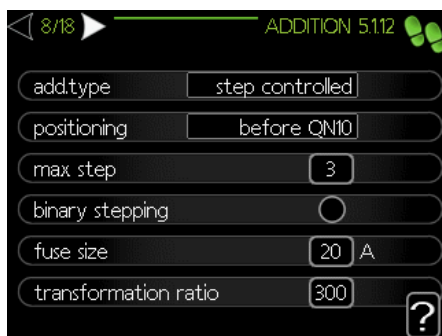 8/18 ADDITION 5.1.12
add.type step controlled
positioning before QN10
max step 3
binary stepping
fuse size 20 A
transformation ratio 300
?